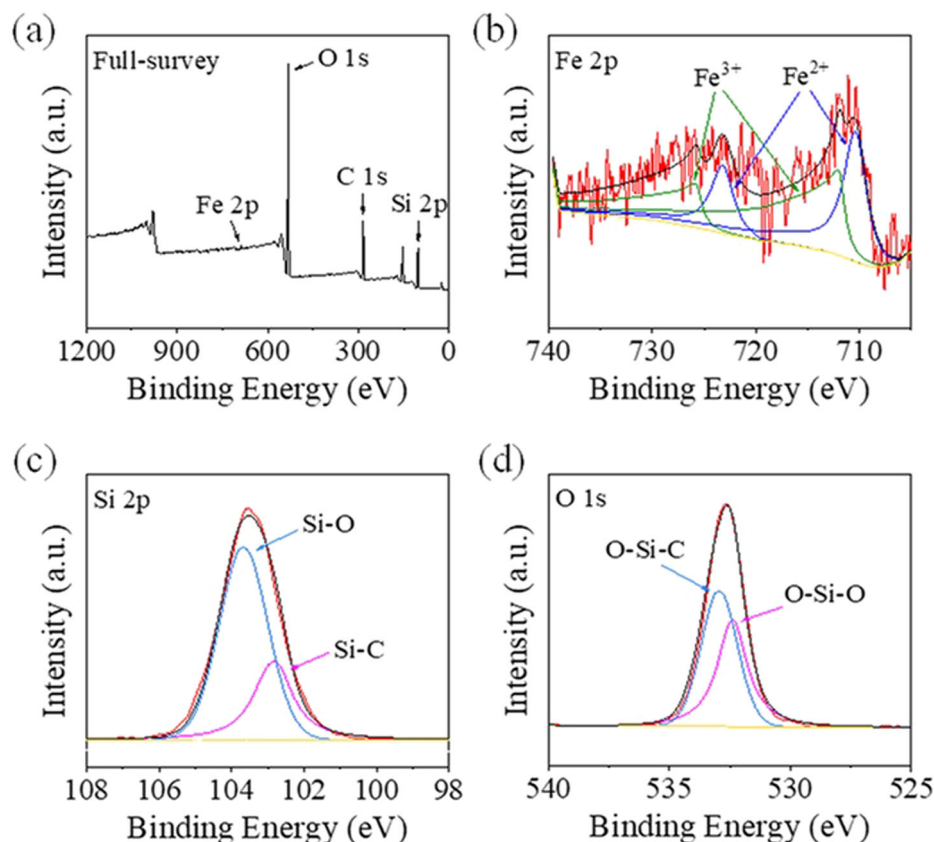 (a)
Full-survey
O 1s
C 1s
Si 2p
Fe 2p
Intensity (a.u.)
1200 900 600 300 0
Binding Energy (eV)
(b)
Fe 2p
Fe³⁺
Fe²⁺
Intensity (a.u.)
740 730 720 710
Binding Energy (eV)
(c)
Si 2p
Si-O
Si-C
Intensity (a.u.)
108 106 104 102 100 98
Binding Energy (eV)
(d)
O 1s
O-Si-C
O-Si-O
Intensity (a.u.)
540 535 530 525
Binding Energy (eV)